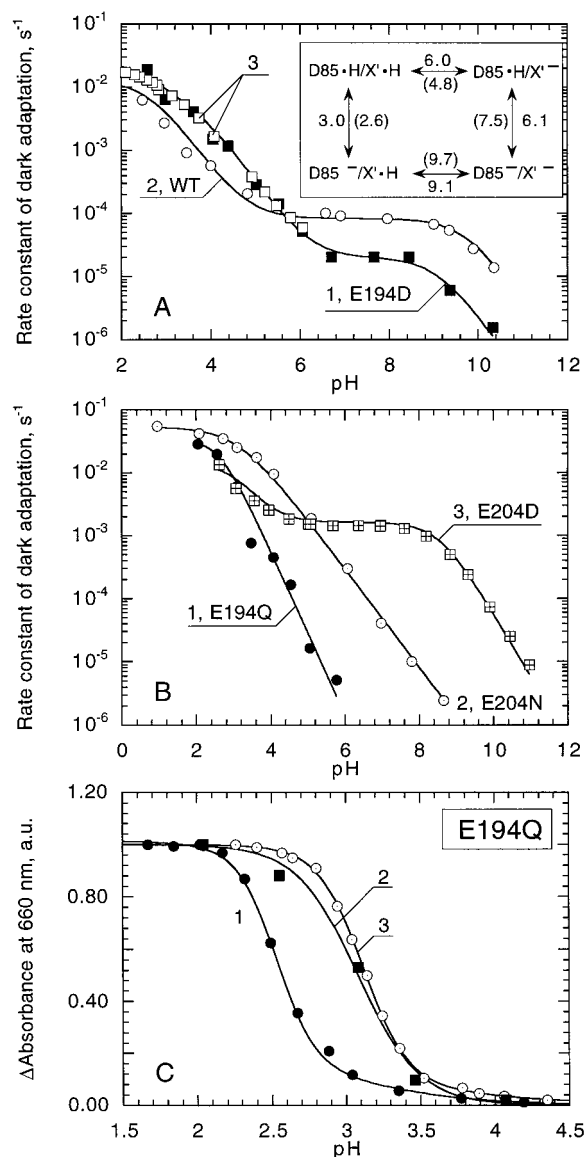 Rate constant of dark adaptation, s⁻¹
10⁻¹
10⁻²
10⁻³
10⁻⁴
10⁻⁵
10⁻⁶
3
2, WT
1, E194D
A
D85·H/X'·H
6.0
(4.8)
D85·H/X'⁻
3.0
(2.6)
(7.5)
6.1
D85⁻/X'·H
(9.7)
9.1
D85⁻/X'⁻
2 4 6 8 10 12
pH
Rate constant of dark adaptation, s⁻¹
10⁻¹
10⁻²
10⁻³
10⁻⁴
10⁻⁵
10⁻⁶
3, E204D
1, E194Q
2, E204N
B
0 2 4 6 8 10 12 14
pH
ΔAbsorbance at 660 nm, a.u.
1.20
0.80
0.40
0.00
E194Q
1
2
3
C
1.5 2.0 2.5 3.0 3.5 4.0 4.5
pH